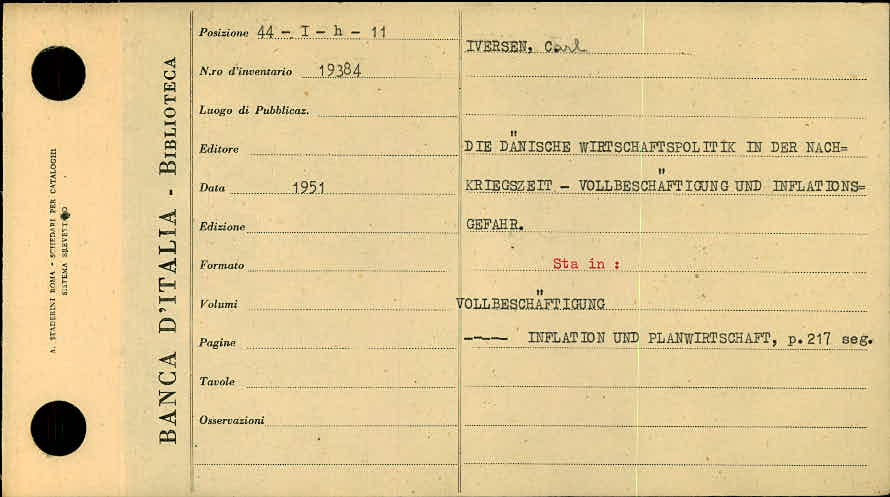 A. STADERINI ROMA - SCHEDARI PER CATALOGHI
SISTEMA BREVETTATO
BANCA D'ITALIA - BIBLIOTECA
Posizione 44 - I - h - 11
N.ro d'inventario 19384
Luogo di Pubblicaz.
Editore
Data 1951
Edizione
Formato
Volumi
Pagine
Tavole
Osservazioni
IVERSEN, Carl
DIE DÄNISCHE WIRTSCHAFTSPOLITIK IN DER NACH=
KRIEGSZEIT - VOLLBESCHÄFTIGUNG UND INFLATIONS=
GEFAHR.
Sta in :
VOLLBESCHÄFTIGUNG
----- INFLATION UND PLANWIRTSCHAFT, p.217 seg.